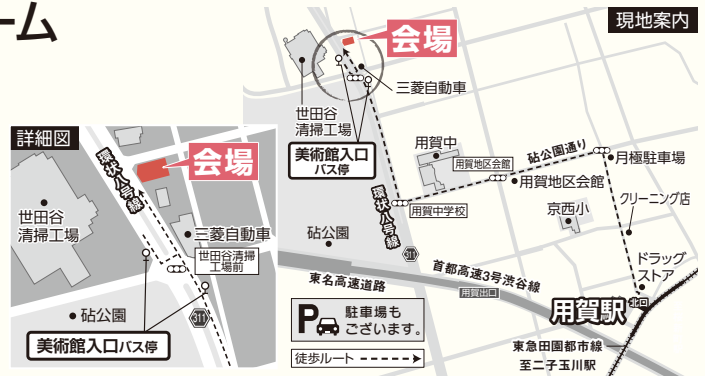 ーム
現地案内
会場
三菱自動車
世田谷
清掃工場
美術館入口
バス停
用賀中
用賀地区会館
砧公園通り
月極駐車場
用賀地区会館
クリーニング店
京西小
用賀中学校
環状八号線
311
砧公園
ドラッグ
ストア
首都高速3号渋谷線
東名高速道路
用賀出口
用賀駅
北口
P
駐車場も
ございます。
東急田園都市線
至二子玉川駅
徒歩ルート
詳細図
環状八号線
会場
世田谷
清掃工場
三菱自動車
世田谷清掃
工場前
砧公園
311
美術館入口バス停